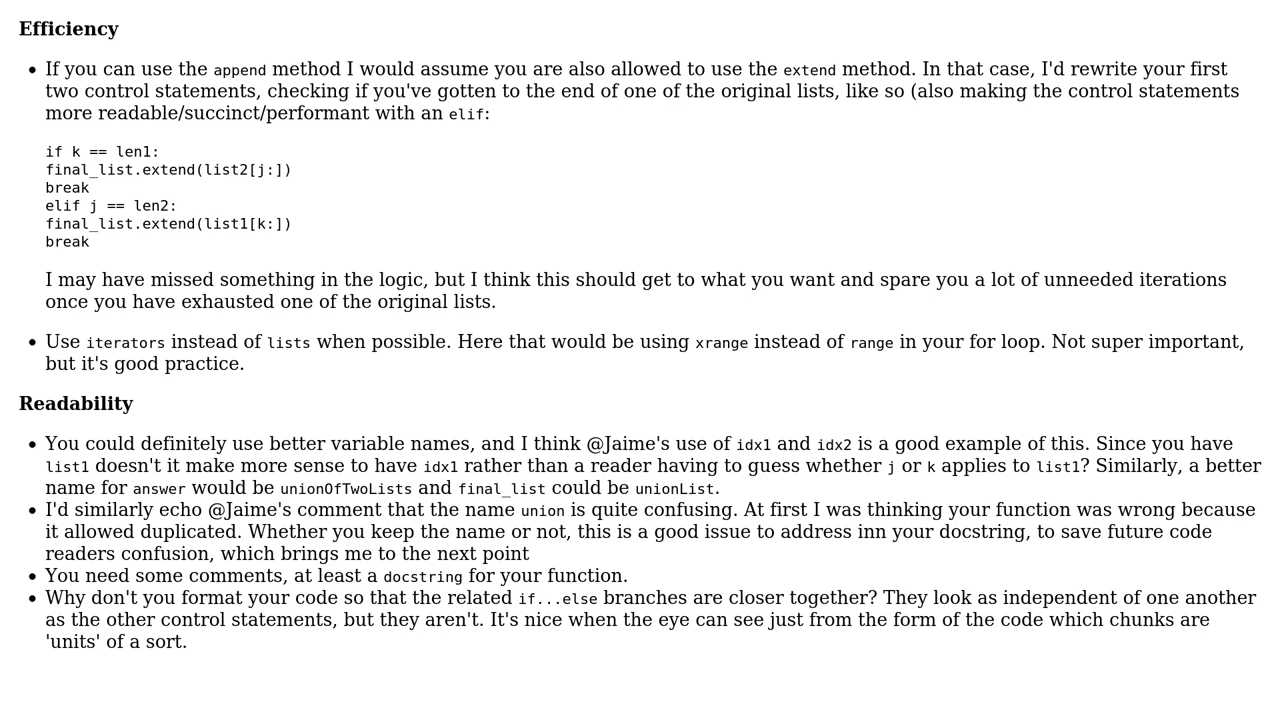 Efficiency
If you can use the append method I would assume you are also allowed to use the extend method. In that case, I'd rewrite your first
two control statements, checking if you've gotten to the end of one of the original lists, like so (also making the control statements
more readable/succinct/performant with an elif:
if k == len1:
final_list.extend(list2[j:])
break
elif j == len2:
final_list.extend(list1[k:])
break
I may have missed something in the logic, but I think this should get to what you want and spare you a lot of unneeded iterations
once you have exhausted one of the original lists.
Use iterators instead of lists when possible. Here that would be using xrange instead of range in your for loop. Not super important,
but it's good practice.
Readability
You could definitely use better variable names, and I think @Jaime's use of idx1 and idx2 is a good example of this. Since you have
list1 doesn't it make more sense to have idx1 rather than a reader having to guess whether j or k applies to list1? Similarly, a better
name for answer would be unionOfTwoLists and final_list could be unionList.
I'd similarly echo @Jaime's comment that the name union is quite confusing. At first I was thinking your function was wrong because
it allowed duplicated. Whether you keep the name or not, this is a good issue to address inn your docstring, to save future code
readers confusion, which brings me to the next point
You need some comments, at least a docstring for your function.
Why don't you format your code so that the related if...else branches are closer together? They look as independent of one another
as the other control statements, but they aren't. It's nice when the eye can see just from the form of the code which chunks are
'units' of a sort.